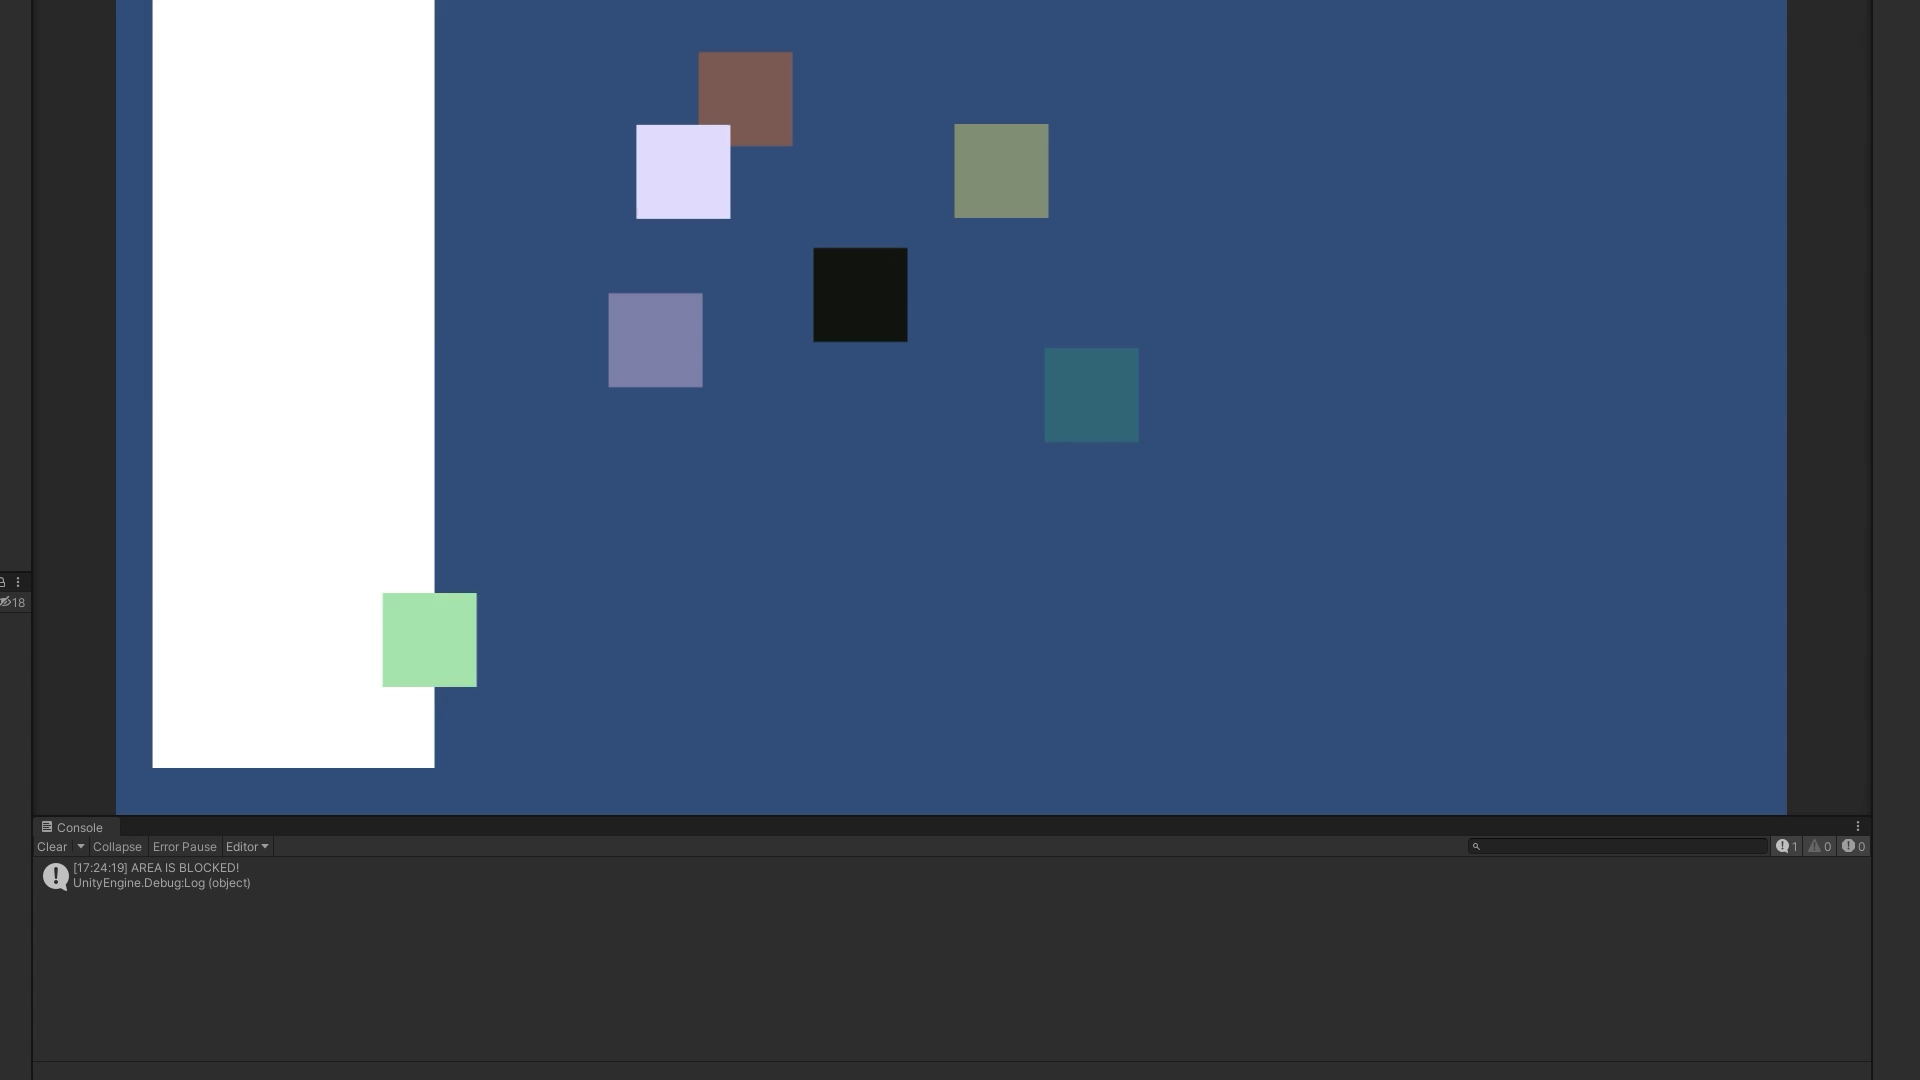 18
Console
Clear Collapse Error Pause Editor 1 0 0
[17:24:19] AREA IS BLOCKED!
UnityEngine.Debug:Log (object)